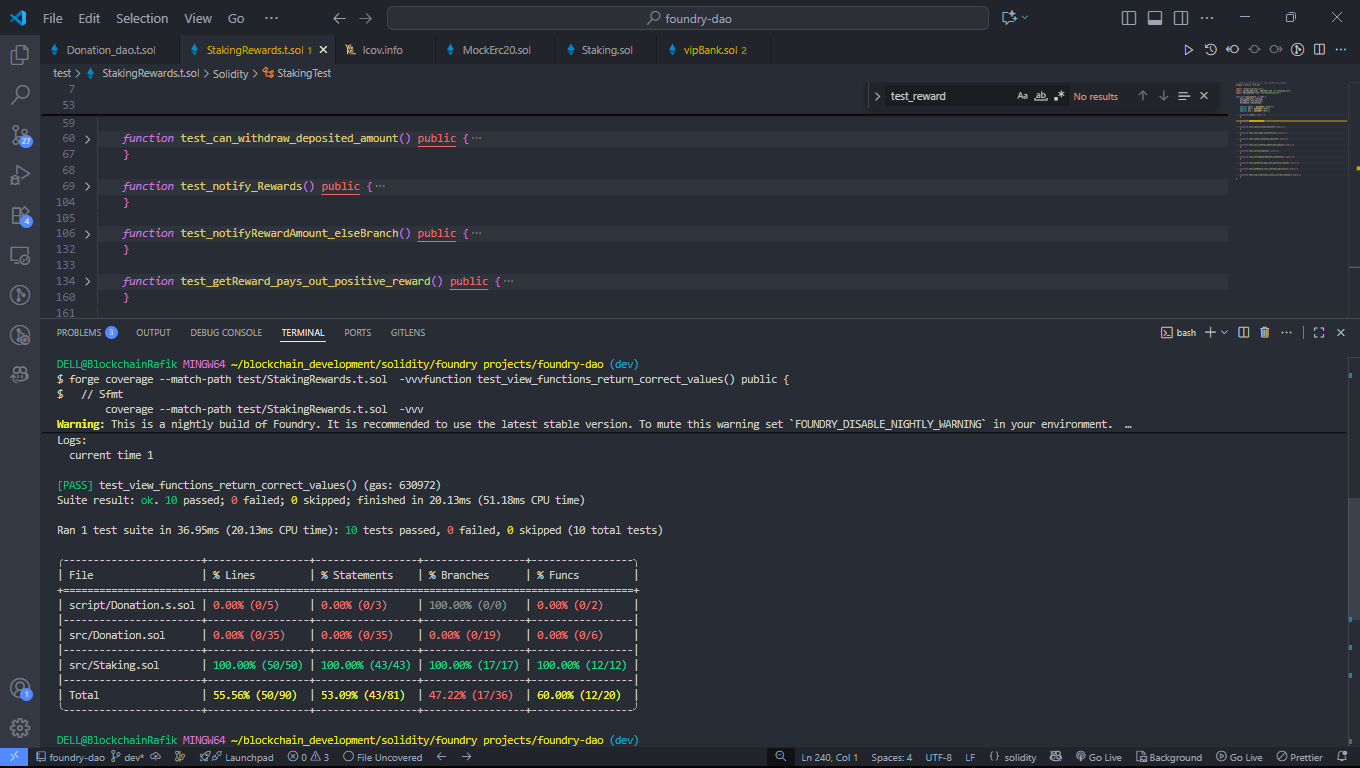 File Edit Selection View Go ··· foundry-dao
Donation_dao.t.sol StakingRewards.t.sol 1 lcov.info MockErc20.sol Staking.sol vipBank.sol 2
test > StakingRewards.t.sol > Solidity > StakingTest
test_reward Aa ab No results
7
53
59
60 function test_can_withdraw_deposited_amount() public { ···
67 }
68
69 function test_notify_Rewards() public { ···
104 }
105
106 function test_notifyRewardAmount_elseBranch() public { ···
132 }
133
134 function test_getReward_pays_out_positive_reward() public { ···
160 }
161
PROBLEMS 3 OUTPUT DEBUG CONSOLE TERMINAL PORTS GITLENS bash
DELL@BlockchainRafik MINGW64 ~/blockchain_development/solidity/foundry projects/foundry-dao (dev)
$ forge coverage --match-path test/StakingRewards.t.sol  -vvvfunction test_view_functions_return_correct_values() public {
$   // Sfmt
coverage --match-path test/StakingRewards.t.sol  -vvv
Warning: This is a nightly build of Foundry. It is recommended to use the latest stable version. To mute this warning set `FOUNDRY_DISABLE_NIGHTLY_WARNING` in your environment. …
Logs:
current time 1
[PASS] test_view_functions_return_correct_values() (gas: 630972)
Suite result: ok. 10 passed; 0 failed; 0 skipped; finished in 20.13ms (51.18ms CPU time)
Ran 1 test suite in 36.95ms (20.13ms CPU time): 10 tests passed, 0 failed, 0 skipped (10 total tests)
| File | % Lines | % Statements | % Branches | % Funcs |
| script/Donation.s.sol | 0.00% (0/5) | 0.00% (0/3) | 100.00% (0/0) | 0.00% (0/2) |
| src/Donation.sol | 0.00% (0/35) | 0.00% (0/35) | 0.00% (0/19) | 0.00% (0/6) |
| src/Staking.sol | 100.00% (50/50) | 100.00% (43/43) | 100.00% (17/17) | 100.00% (12/12) |
| Total | 55.56% (50/90) | 53.09% (43/81) | 47.22% (17/36) | 60.00% (12/20) |
DELL@BlockchainRafik MINGW64 ~/blockchain_development/solidity/foundry projects/foundry-dao (dev)
27
4
1
foundry-dao dev* Launchpad 0 3 File Uncovered Ln 240, Col 1 Spaces: 4 UTF-8 LF {} solidity Go Live Background Go Live Prettier